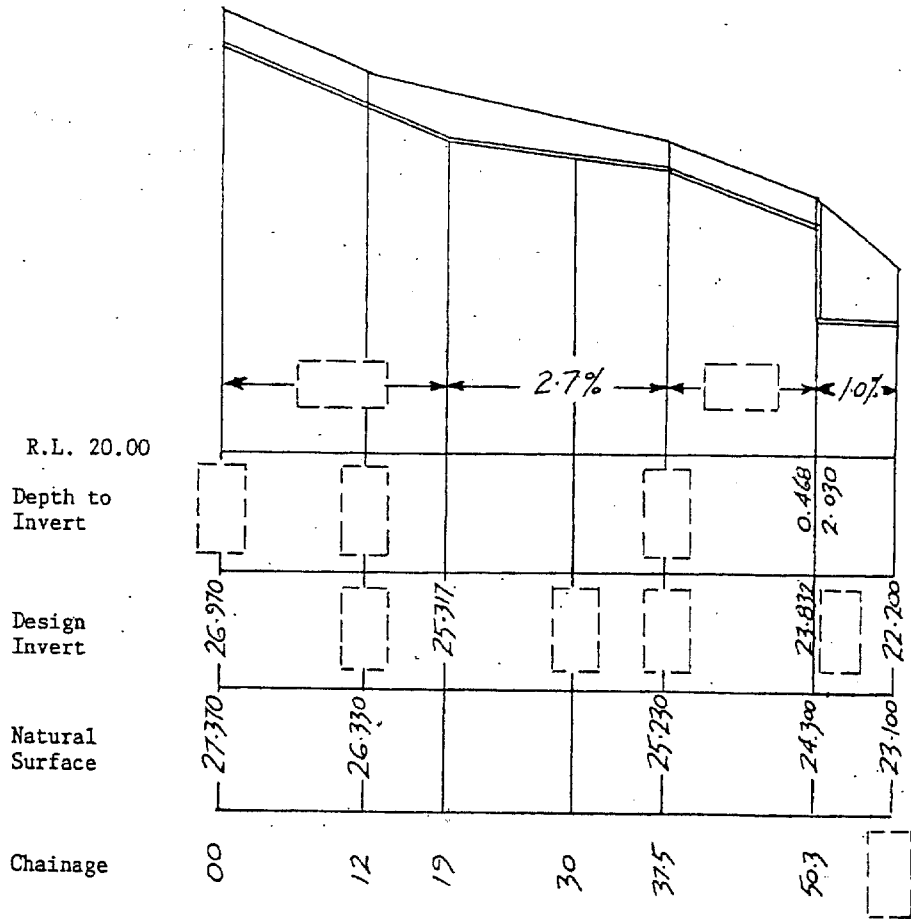 2.7%
1.0%
R.L. 20.00
Depth to
Invert
0.468
2.030
Design
Invert
26.970
25.317
23.832
22.200
Natural
Surface
27.370
26.330
25.230
24.300
23.100
Chainage
00
12
19
30
37.5
50.3